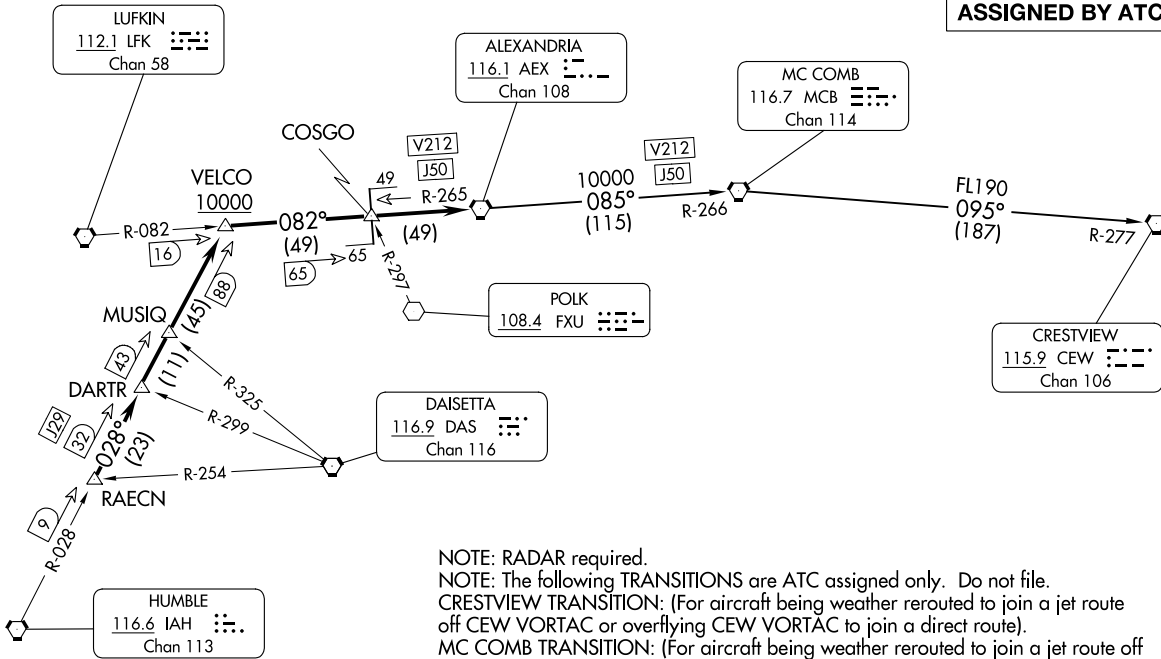 ASSIGNED BY ATC
LUFKIN
112.1 LFK
Chan 58
ALEXANDRIA
116.1 AEX
Chan 108
MC COMB
116.7 MCB
Chan 114
COSGO
V212
J50
V212
J50
VELCO
10000
49
R-265
10000
085°
(115)
R-266
FL190
095°
(187)
R-277
R-082
16
082°
(49)
65
65
(49)
R-297
88
(45)
MUSIQ
POLK
108.4 FXU
CRESTVIEW
115.9 CEW
Chan 106
43
(11)
DARTR
R-325
R-299
J29
32
028°
(23)
DAISETTA
116.9 DAS
Chan 116
R-254
RAECN
9
R-028
HUMBLE
116.6 IAH
Chan 113
NOTE: RADAR required.
NOTE: The following TRANSITIONS are ATC assigned only. Do not file.
CRESTVIEW TRANSITION: (For aircraft being weather rerouted to join a jet route
off CEW VORTAC or overflying CEW VORTAC to join a direct route).
MC COMB TRANSITION: (For aircraft being weather rerouted to join a jet route off